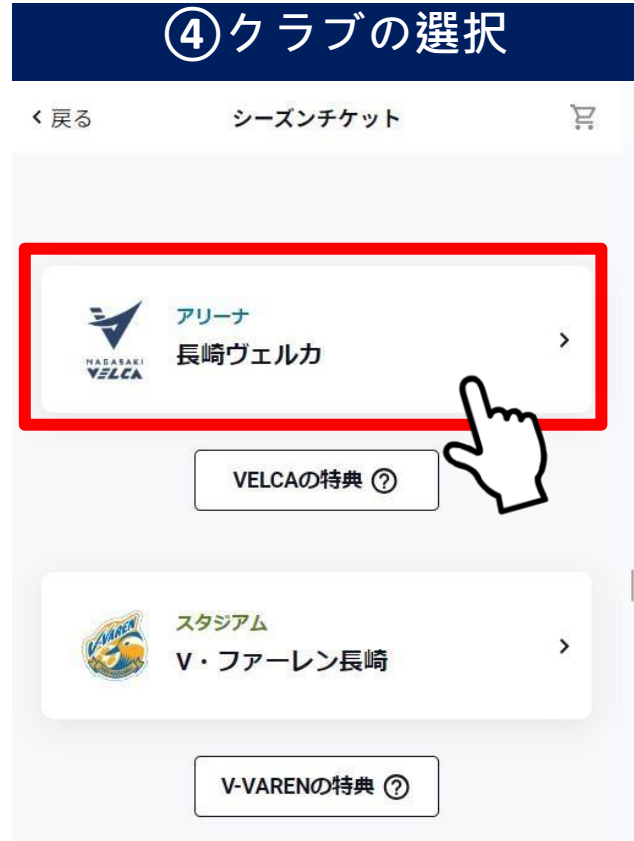 ④クラブの選択
戻る
シーズンチケット
アリーナ
長崎ヴェルカ
NAGASAKI
VELCA
VELCAの特典
スタジアム
V・ファーレン長崎
V-VAREN
V-VARENの特典